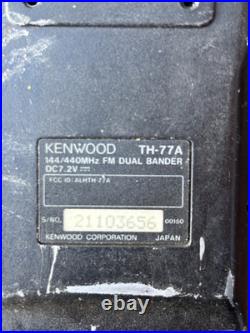 KENWOOD TH-77A
144/440MHz FM DUAL BANDER
DC7.2V ⎓
FCC ID: ALHTH-77A
S/NO. 21103656 00150
KENWOOD CORPORATION JAPAN